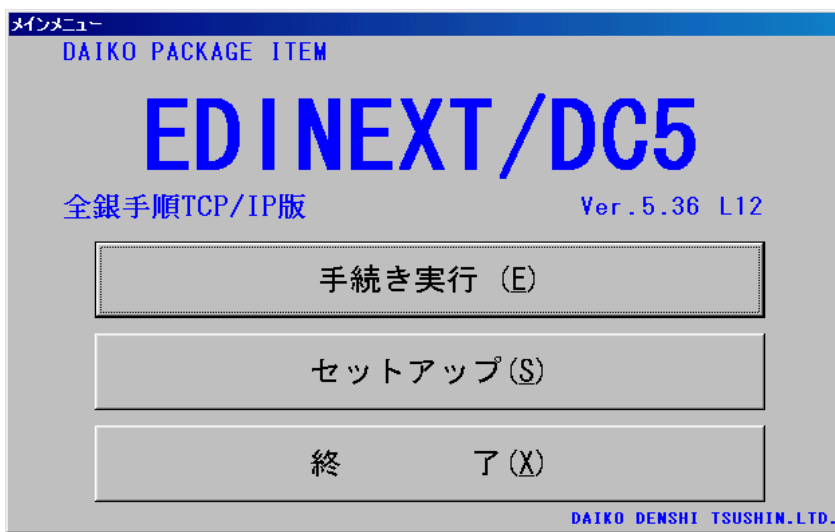 メインメニュー
DAIKO PACKAGE ITEM
EDINEXT/DC5
全銀手順TCP/IP版 Ver.5.36 L12
手続き実行 (E)
セットアップ(S)
終 了(X)
DAIKO DENSHI TSUSHIN.LTD.